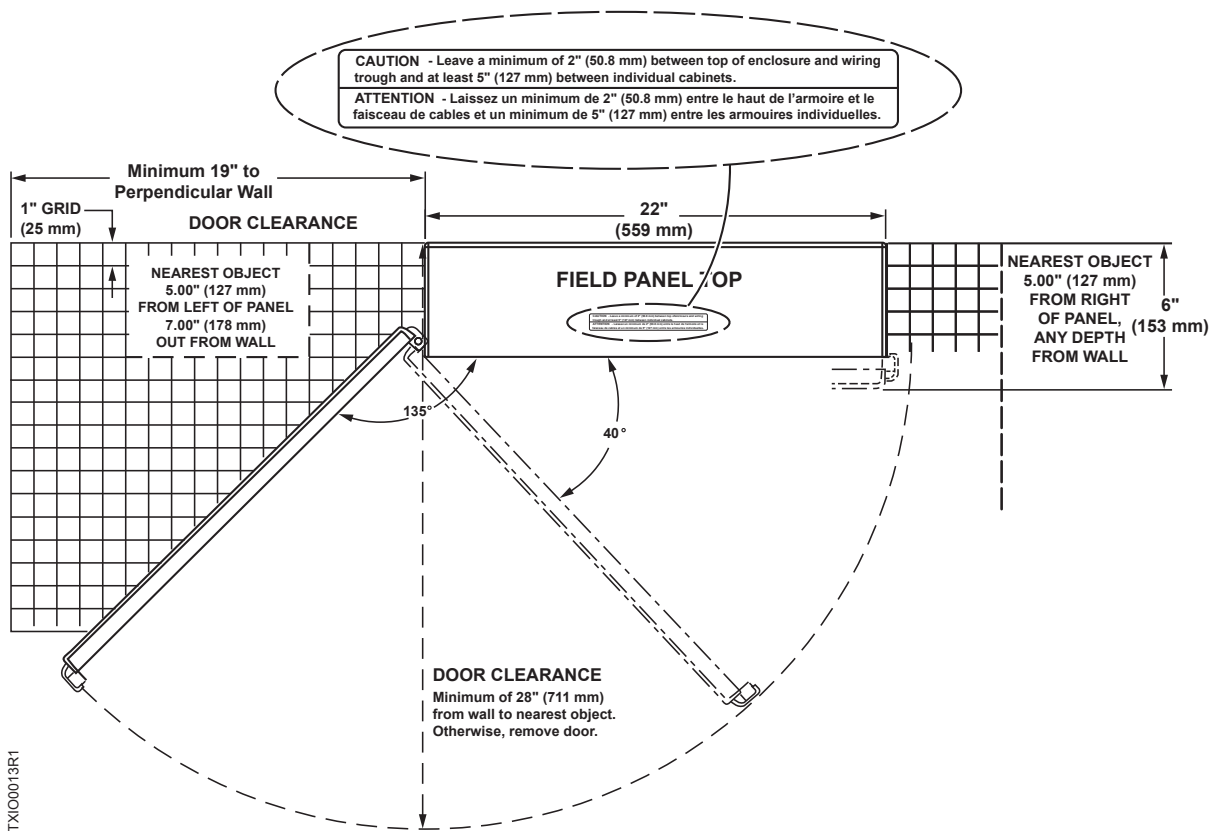 CAUTION - Leave a minimum of 2" (50.8 mm) between top of enclosure and wiring
trough and at least 5" (127 mm) between individual cabinets.
ATTENTION - Laissez un minimum de 2" (50.8 mm) entre le haut de l'armoire et le
faisceau de cables et un minimum de 5" (127 mm) entre les armouires individuelles.
Minimum 19" to
Perpendicular Wall
1" GRID
(25 mm)
DOOR CLEARANCE
22"
(559 mm)
NEAREST OBJECT
5.00" (127 mm)
FROM LEFT OF PANEL
7.00" (178 mm)
OUT FROM WALL
FIELD PANEL TOP
NEAREST OBJECT
5.00" (127 mm)
FROM RIGHT
OF PANEL,
ANY DEPTH
FROM WALL
6"
(153 mm)
135°
40°
DOOR CLEARANCE
Minimum of 28" (711 mm)
from wall to nearest object.
Otherwise, remove door.
TXIO0013R1